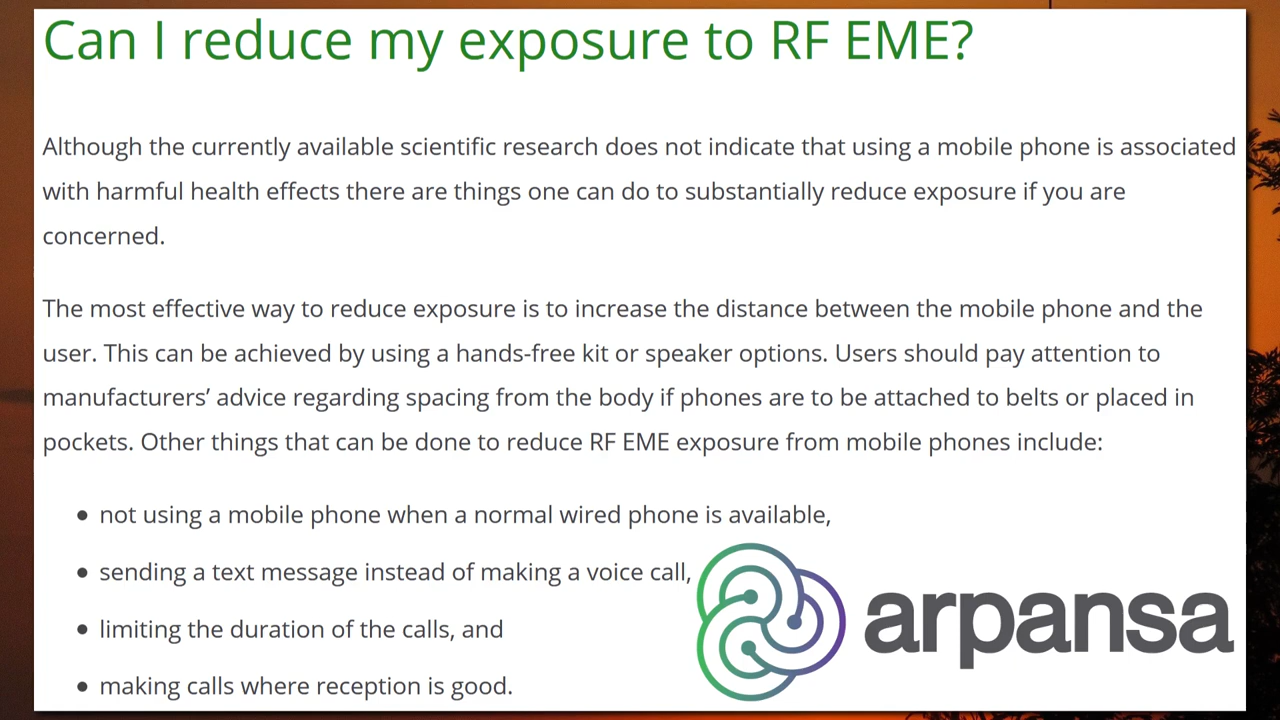 Can I reduce my exposure to RF EME?
Although the currently available scientific research does not indicate that using a mobile phone is associated
with harmful health effects there are things one can do to substantially reduce exposure if you are
concerned.
The most effective way to reduce exposure is to increase the distance between the mobile phone and the
user. This can be achieved by using a hands-free kit or speaker options. Users should pay attention to
manufacturers’ advice regarding spacing from the body if phones are to be attached to belts or placed in
pockets. Other things that can be done to reduce RF EME exposure from mobile phones include:
• not using a mobile phone when a normal wired phone is available,
• sending a text message instead of making a voice call,
• limiting the duration of the calls, and
• making calls where reception is good.
arpansa